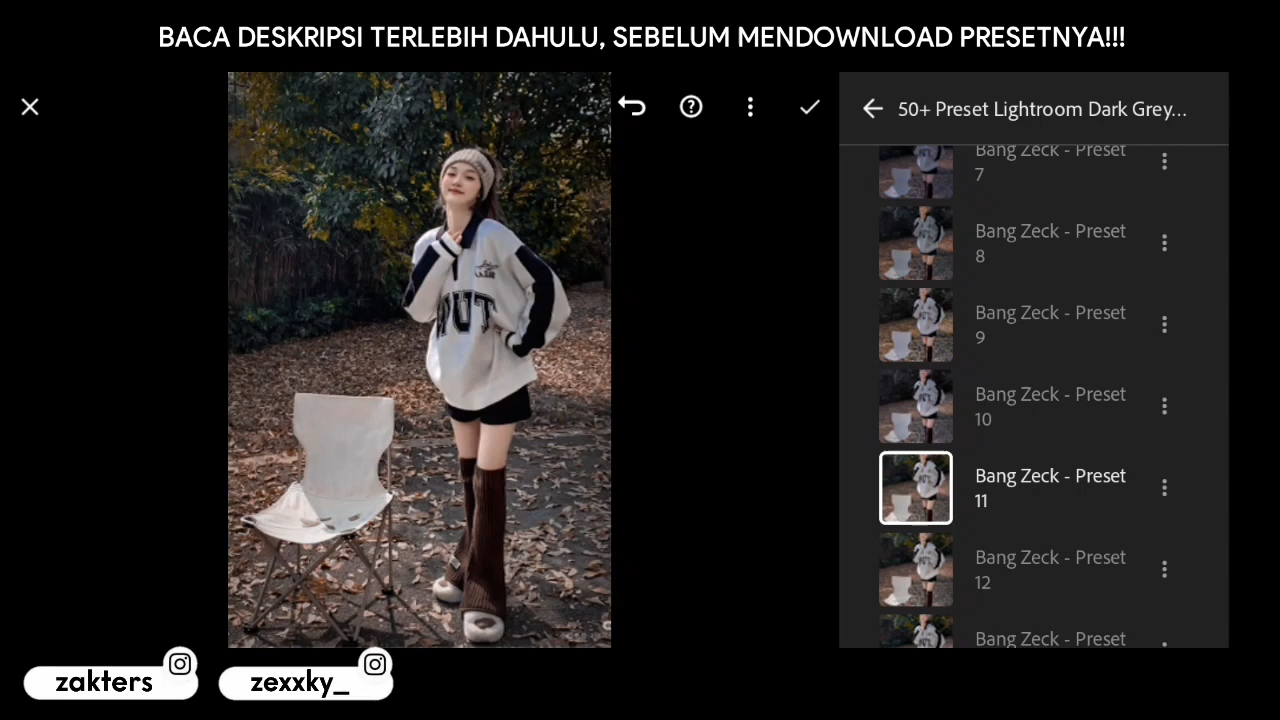 BACA DESKRIPSI TERLEBIH DAHULU, SEBELUM MENDOWNLOAD PRESETNYA!!!
50+ Preset Lightroom Dark Grey...
Bang Zeck - Preset
7
Bang Zeck - Preset
8
Bang Zeck - Preset
9
Bang Zeck - Preset
10
Bang Zeck - Preset
11
Bang Zeck - Preset
12
Bang Zeck - Preset
zakters
zexxky_